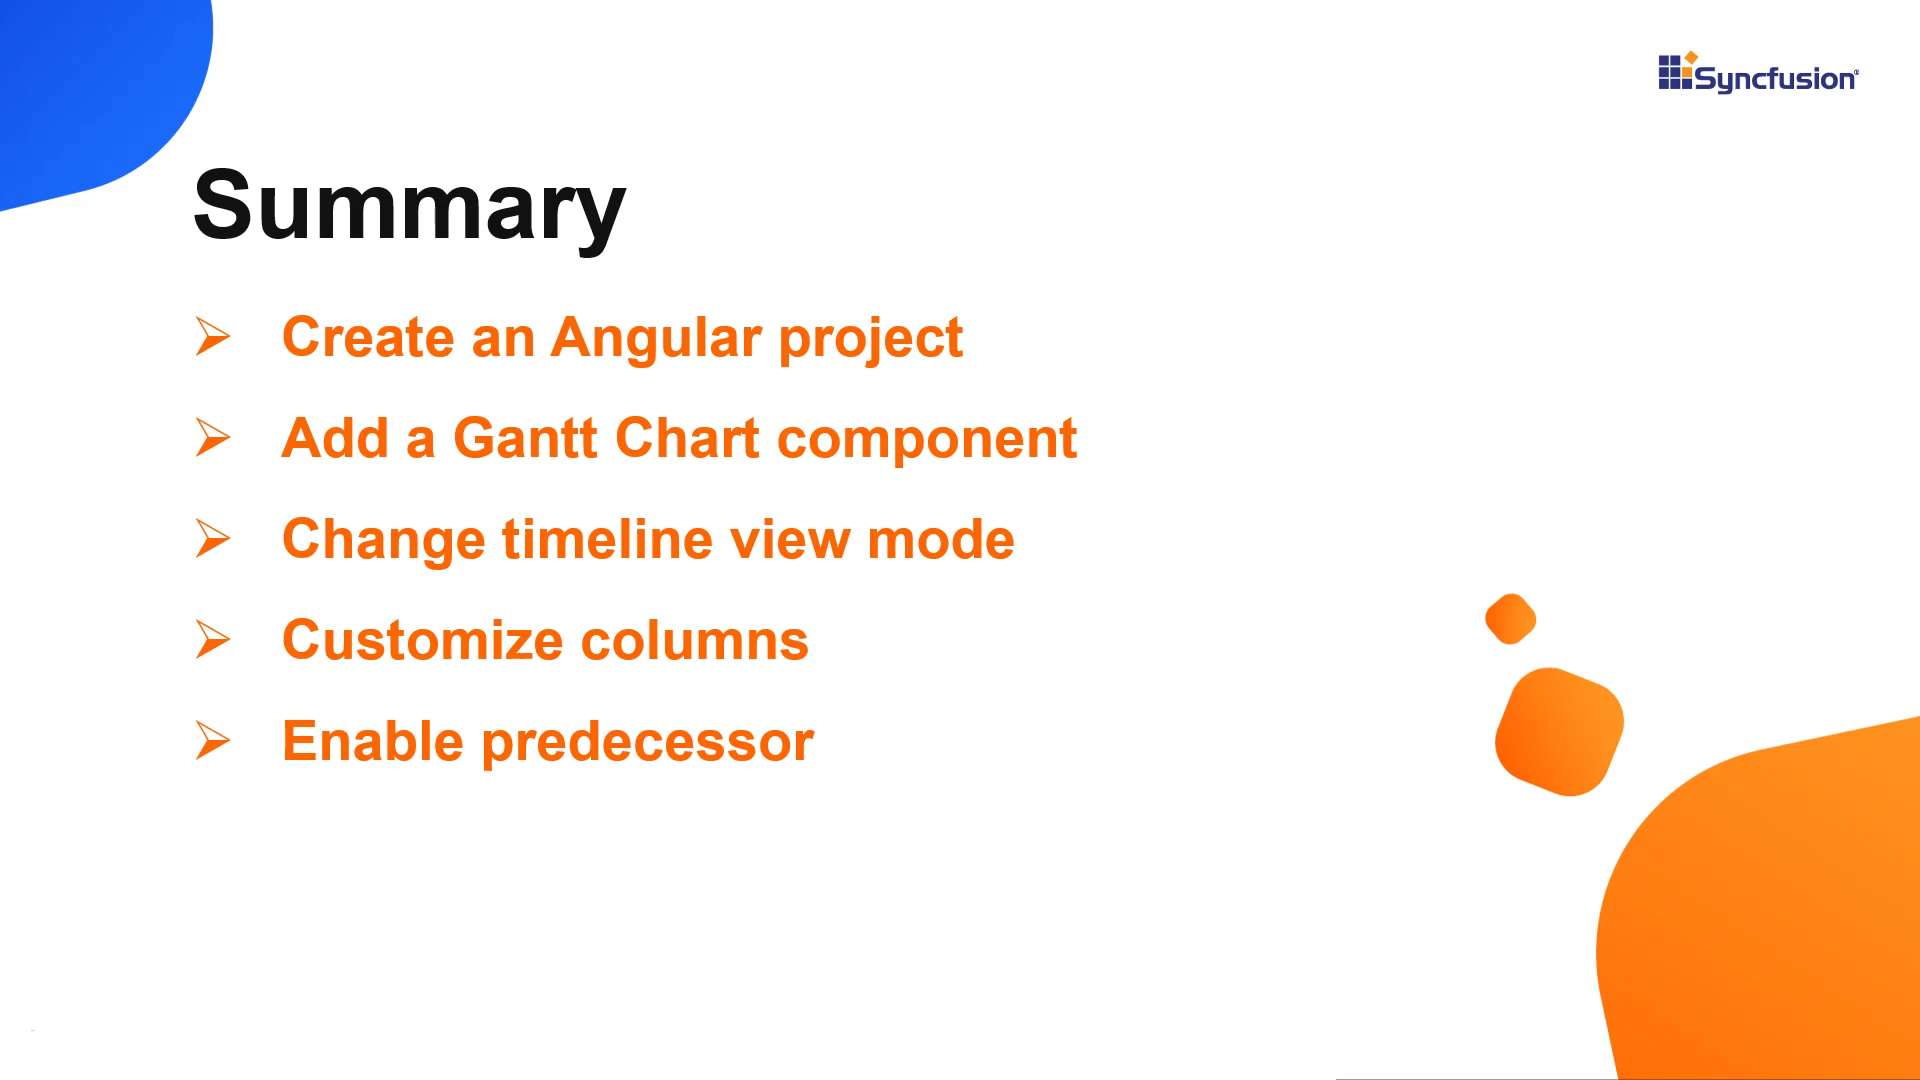 Syncfusion®
Summary
➢ Create an Angular project
➢ Add a Gantt Chart component
➢ Change timeline view mode
➢ Customize columns
➢ Enable predecessor